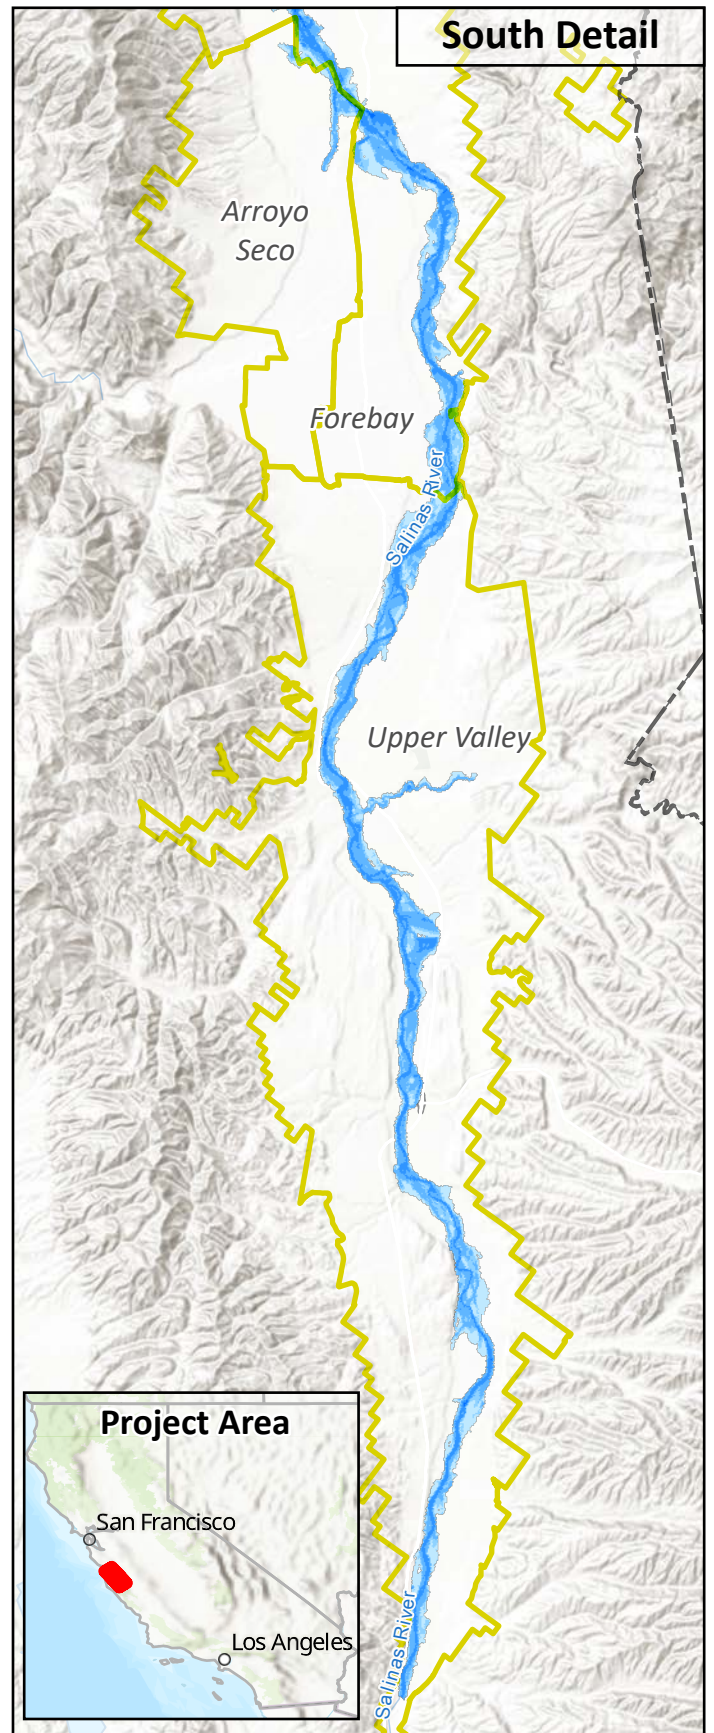 South Detail
Arroyo
Seco
Forebay
Salinas River
Upper Valley
Project Area
San Francisco
Los Angeles
Salinas River